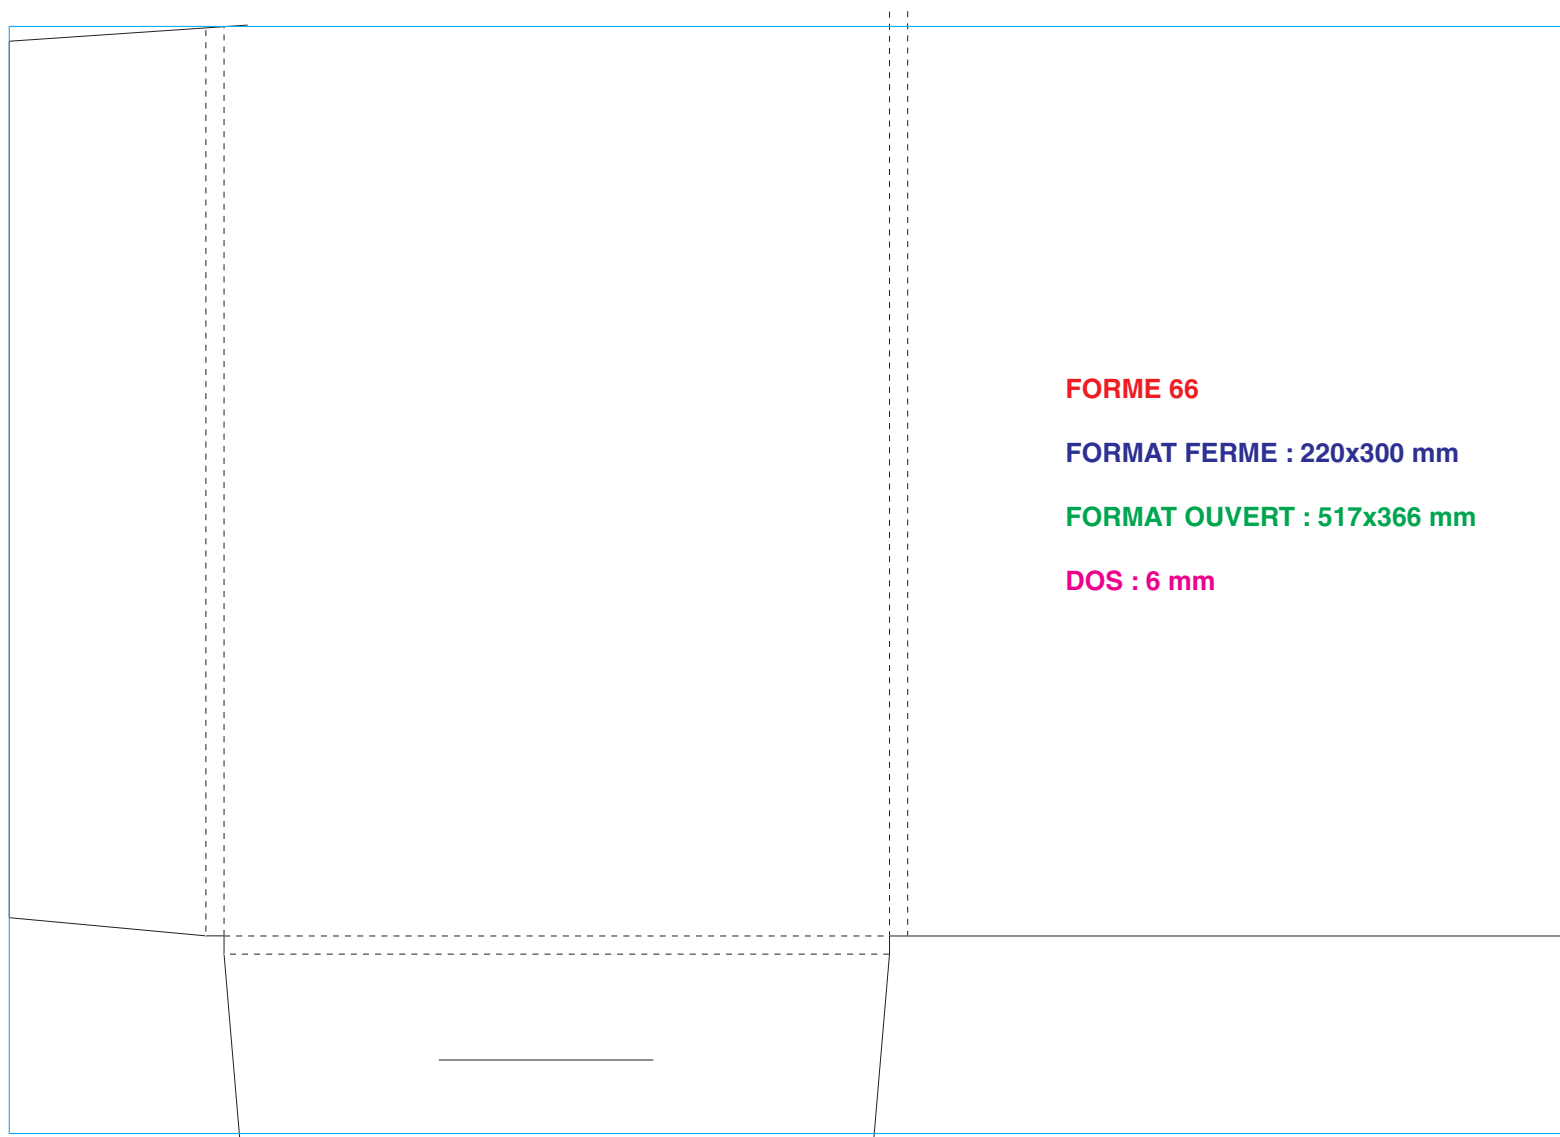 FORME 66
FORMAT FERME : 220x300 mm
FORMAT OUVERT : 517x366 mm
DOS : 6 mm